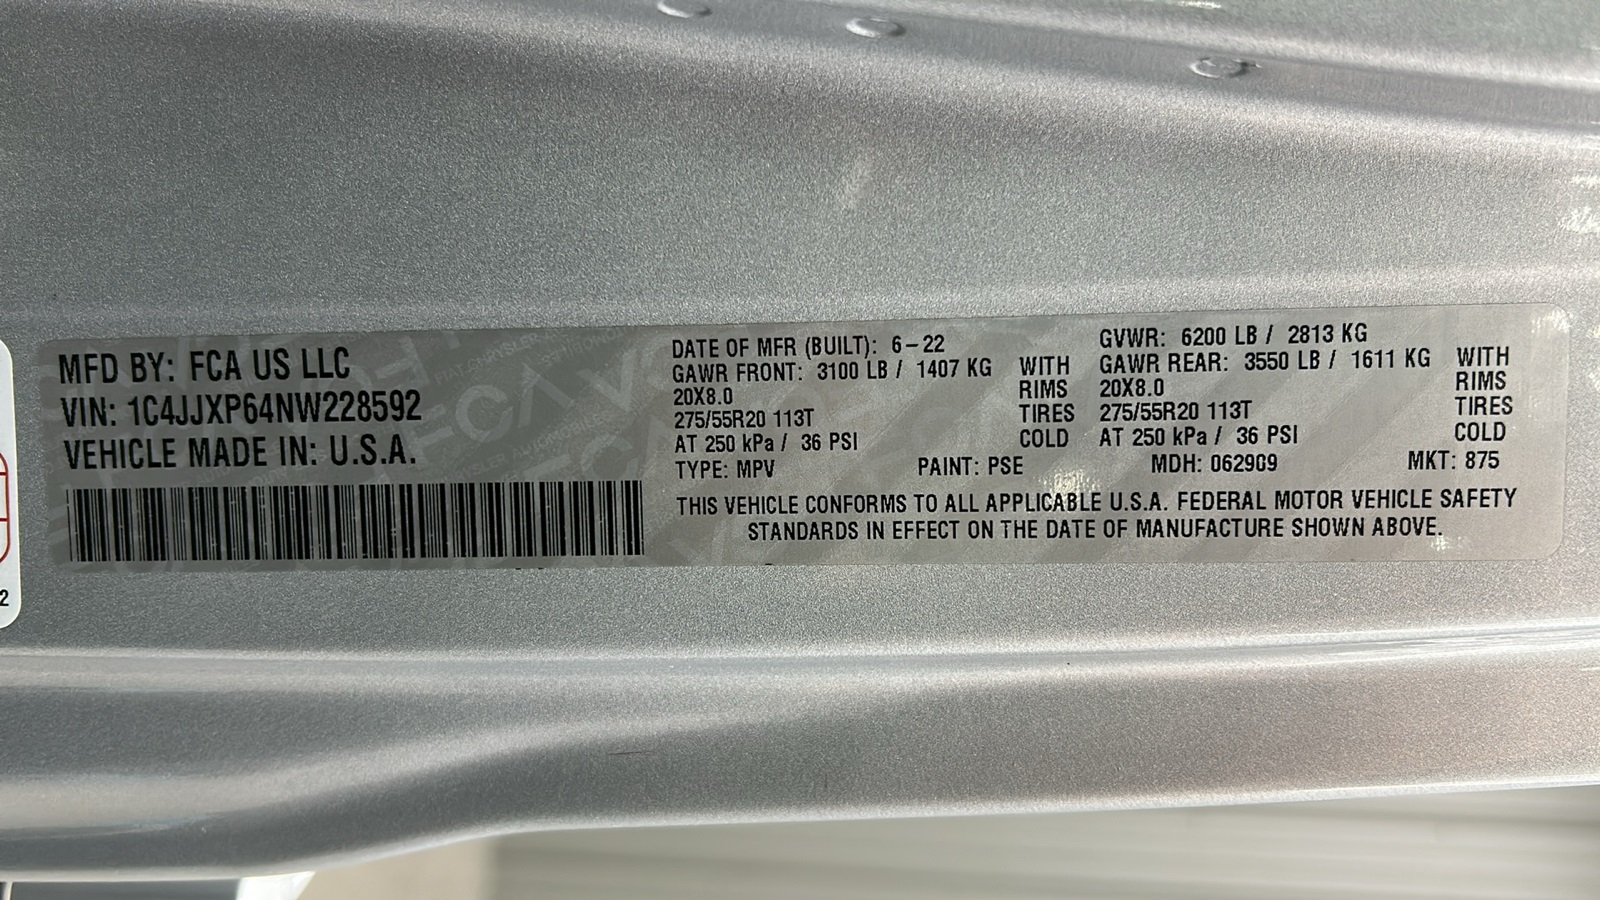 MFD BY: FCA US LLC
VIN: 1C4JJXP64NW228592
VEHICLE MADE IN: U.S.A.
DATE OF MFR (BUILT): 6-22
GAWR FRONT: 3100 LB / 1407 KG WITH
20X8.0 RIMS
275/55R20 113T TIRES
AT 250 kPa / 36 PSI COLD
GVWR: 6200 LB / 2813 KG
GAWR REAR: 3550 LB / 1611 KG WITH
20X8.0 RIMS
275/55R20 113T TIRES
AT 250 kPa / 36 PSI COLD
TYPE: MPV PAINT: PSE MDH: 062909 MKT: 875
THIS VEHICLE CONFORMS TO ALL APPLICABLE U.S.A. FEDERAL MOTOR VEHICLE SAFETY
STANDARDS IN EFFECT ON THE DATE OF MANUFACTURE SHOWN ABOVE.
2